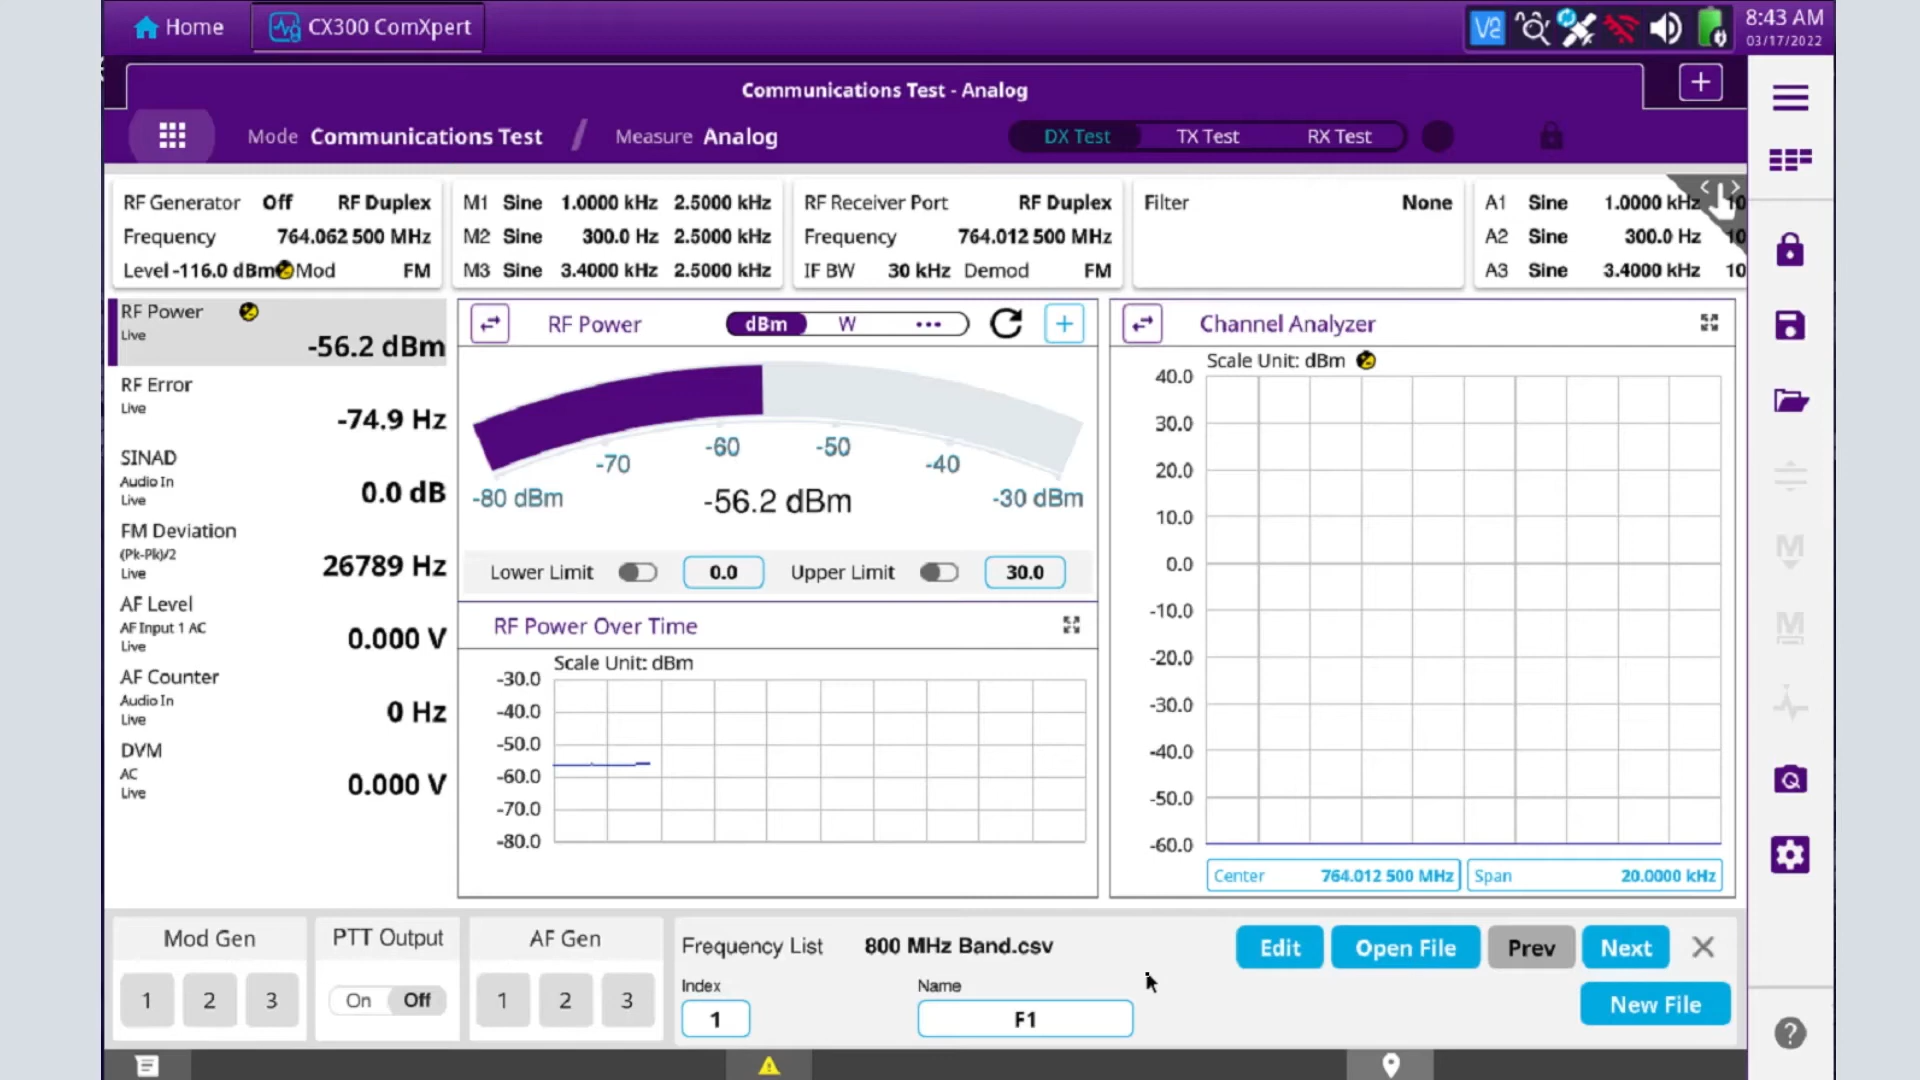 Home
CX300 ComXpert
8:43 AM
03/17/2022
Communications Test - Analog
Mode Communications Test / Measure Analog
DX Test TX Test RX Test
RF Generator Off RF Duplex
Frequency 764.062 500 MHz
Level -116.0 dBm Mod FM
M1 Sine 1.0000 kHz 2.5000 kHz
M2 Sine 300.0 Hz 2.5000 kHz
M3 Sine 3.4000 kHz 2.5000 kHz
RF Receiver Port RF Duplex
Frequency 764.012 500 MHz
IF BW 30 kHz Demod FM
Filter None
A1 Sine 1.0000 kHz 10
A2 Sine 300.0 Hz 10
A3 Sine 3.4000 kHz 10
RF Power
Live
-56.2 dBm
RF Error
Live
-74.9 Hz
SINAD
Audio In
Live
0.0 dB
FM Deviation
(Pk-Pk)/2
Live
26789 Hz
AF Level
AF Input 1 AC
Live
0.000 V
AF Counter
Audio In
Live
0 Hz
DVM
AC
Live
0.000 V
RF Power dBm W •••
-80 dBm -70 -60 -50 -40 -30 dBm
-56.2 dBm
Lower Limit 0.0 Upper Limit 30.0
RF Power Over Time
Scale Unit: dBm
-30.0
-40.0
-50.0
-60.0
-70.0
-80.0
Channel Analyzer
Scale Unit: dBm
40.0
30.0
20.0
10.0
0.0
-10.0
-20.0
-30.0
-40.0
-50.0
-60.0
Center 764.012 500 MHz Span 20.0000 kHz
M
M
Mod Gen
1 2 3
PTT Output
On Off
AF Gen
1 2 3
Frequency List 800 MHz Band.csv
Edit Open File Prev Next
Index
1
Name
F1
New File
?